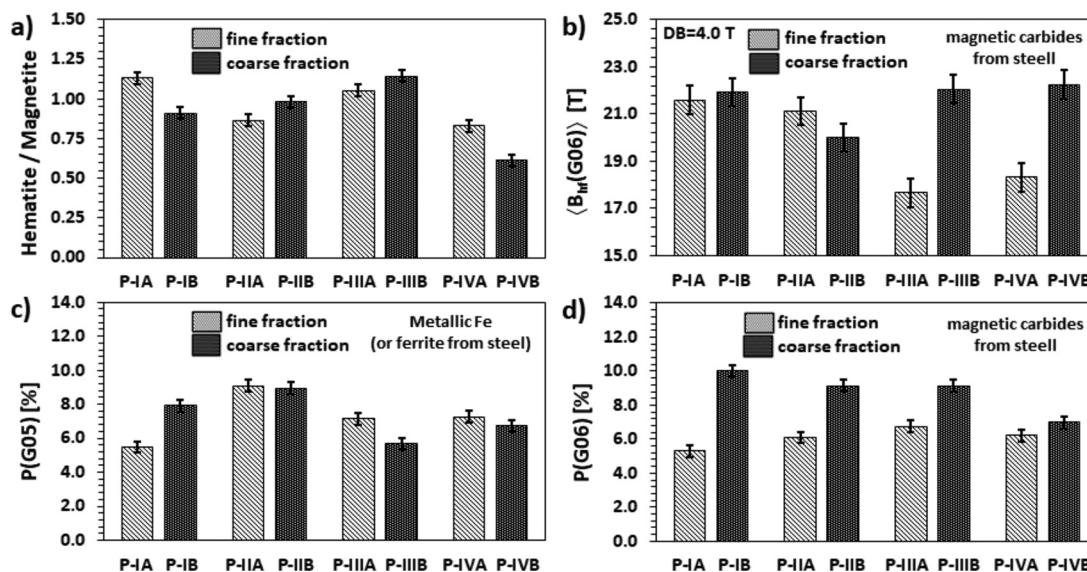 a)
Hematite / Magnetite
1.50
1.25
1.00
0.75
0.50
0.25
0.00
fine fraction
coarse fraction
P-IA P-IB P-IIA P-IIB P-IIIA P-IIIB P-IVA P-IVB
b)
⟨Bhf(G06)⟩ [T]
25.0
23.0
21.0
19.0
17.0
15.0
DB=4.0 T
fine fraction
coarse fraction
magnetic carbides
from steell
P-IA P-IB P-IIA P-IIB P-IIIA P-IIIB P-IVA P-IVB
c)
P(G05) [%]
14.0
12.0
10.0
8.0
6.0
4.0
2.0
0.0
fine fraction
coarse fraction
Metallic Fe
(or ferrite from steel)
P-IA P-IB P-IIA P-IIB P-IIIA P-IIIB P-IVA P-IVB
d)
P(G06) [%]
14.0
12.0
10.0
8.0
6.0
4.0
2.0
0.0
fine fraction
coarse fraction
magnetic carbides
from steell
P-IA P-IB P-IIA P-IIB P-IIIA P-IIIB P-IVA P-IVB